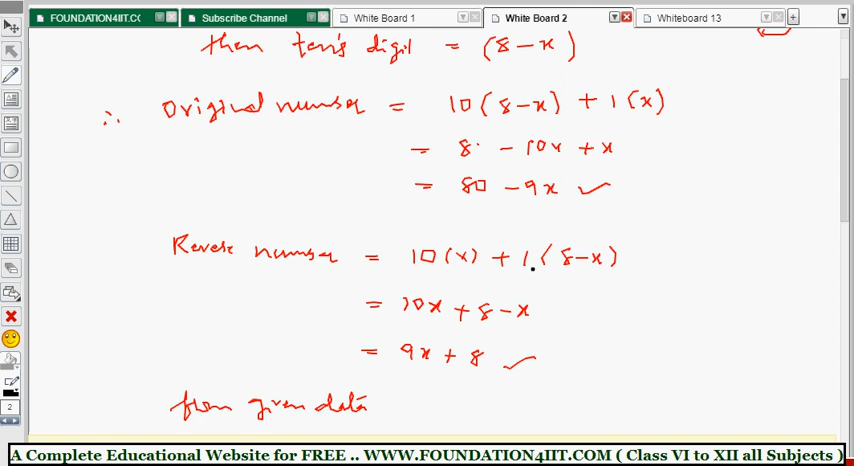 FOUNDATION4IIT.CC Subscribe Channel White Board 1 White Board 2 Whiteboard 13
then ten's digit = (8-x)
∴ Original number = 10(8-x) + 1(x)
= 8· - 10x + x
= 80 - 9x ✓
Reverse number = 10(x) + 1(8-x)
= 10x + 8 - x
= 9x + 8 ✓
from given data
2
A Complete Educational Website for FREE .. WWW.FOUNDATION4IIT.COM ( Class VI to XII all Subjects )